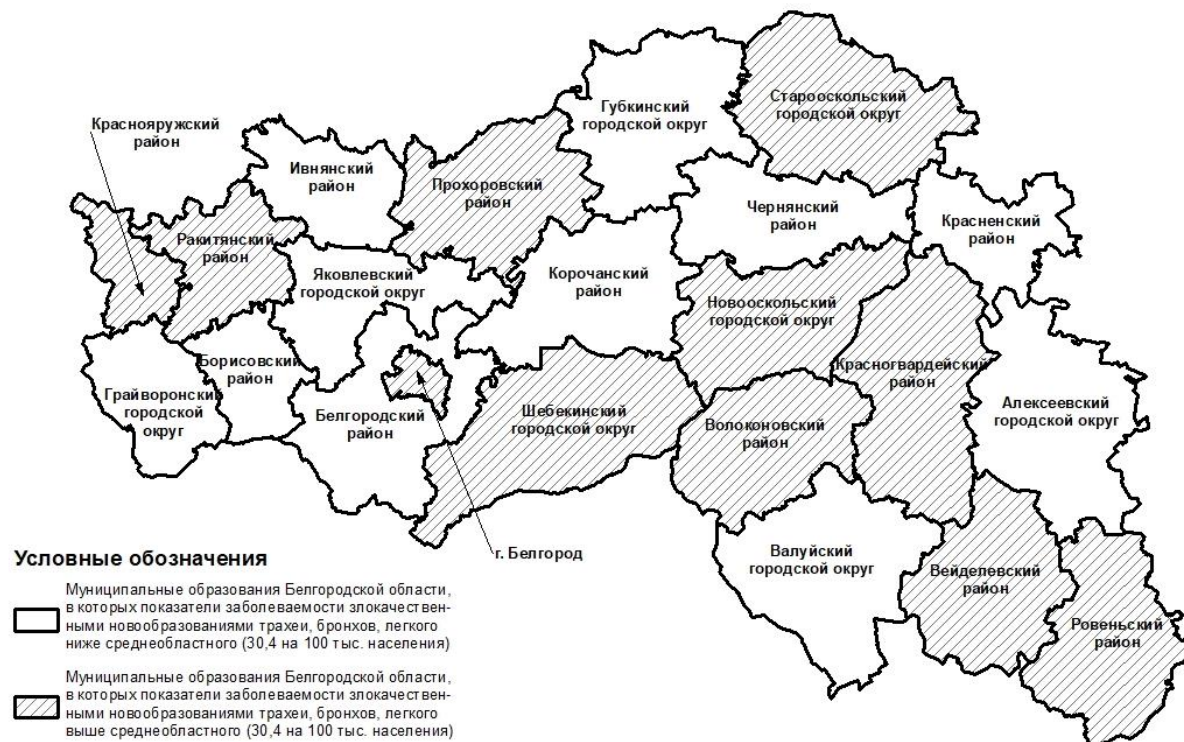 Губкинский
городской округ
Старооскольский
городской округ
Краснояружский
район
Ивнянский
район
Прохоровский
район
Чернянский
район
Красненский
район
Ракитянский
район
Яковлевский
городской округ
Корочанский
район
Новооскольский
городской округ
Борисовский
район
Красногвардейский
район
Грайворонский
городской
округ
Белгородский
район
Шебекинский
городской округ
Волоконовский
район
Алексеевский
городской округ
г. Белгород
Валуйский
городской округ
Вейделевский
район
Ровеньский
район
Условные обозначения
Муниципальные образования Белгородской области,
в которых показатели заболеваемости злокачествен-
ными новообразованиями трахеи, бронхов, легкого
ниже среднеобластного (30,4 на 100 тыс. населения)
Муниципальные образования Белгородской области,
в которых показатели заболеваемости злокачествен-
ными новообразованиями трахеи, бронхов, легкого
выше среднеобластного (30,4 на 100 тыс. населения)